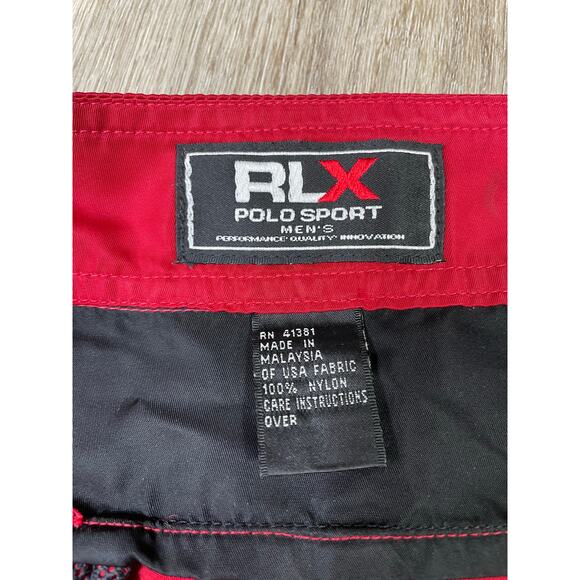 RLX
POLO SPORT
MEN'S
PERFORMANCE QUALITY INNOVATION
RN 41381
MADE IN
MALAYSIA
OF USA FABRIC
100% NYLON
CARE INSTRUCTIONS
OVER